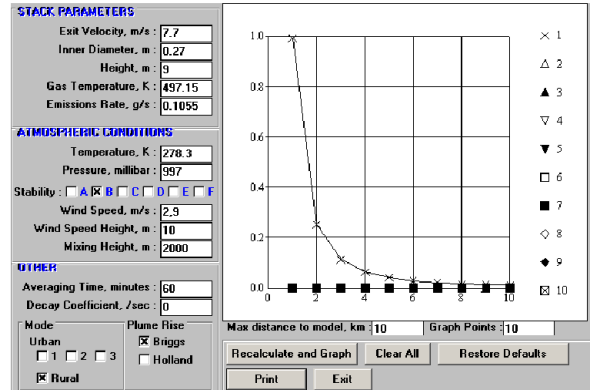 STACK PARAMETERS
Exit Velocity, m/s : 7.7
Inner Diameter, m : 0.27
Height, m : 9
Gas Temperature, K : 497.15
Emissions Rate, g/s : 0.1055
ATMOSPHERIC CONDITIONS
Temperature, K : 278.3
Pressure, millibar : 997
Stability : A B C D E F
Wind Speed, m/s : 2,9
Wind Speed Height, m : 10
Mixing Height, m : 2000
OTHER
Averaging Time, minutes : 60
Decay Coefficient, /sec : 0
Mode
Urban
1 2 3
Rural
Plume Rise
Briggs
Holland
1.0
0.8
0.6
0.4
0.2
0.0
0 2 4 6 8 10
1
2
3
4
5
6
7
8
9
10
Max distance to model, km : 10 Graph Points : 10
Recalculate and Graph Clear All Restore Defaults
Print Exit